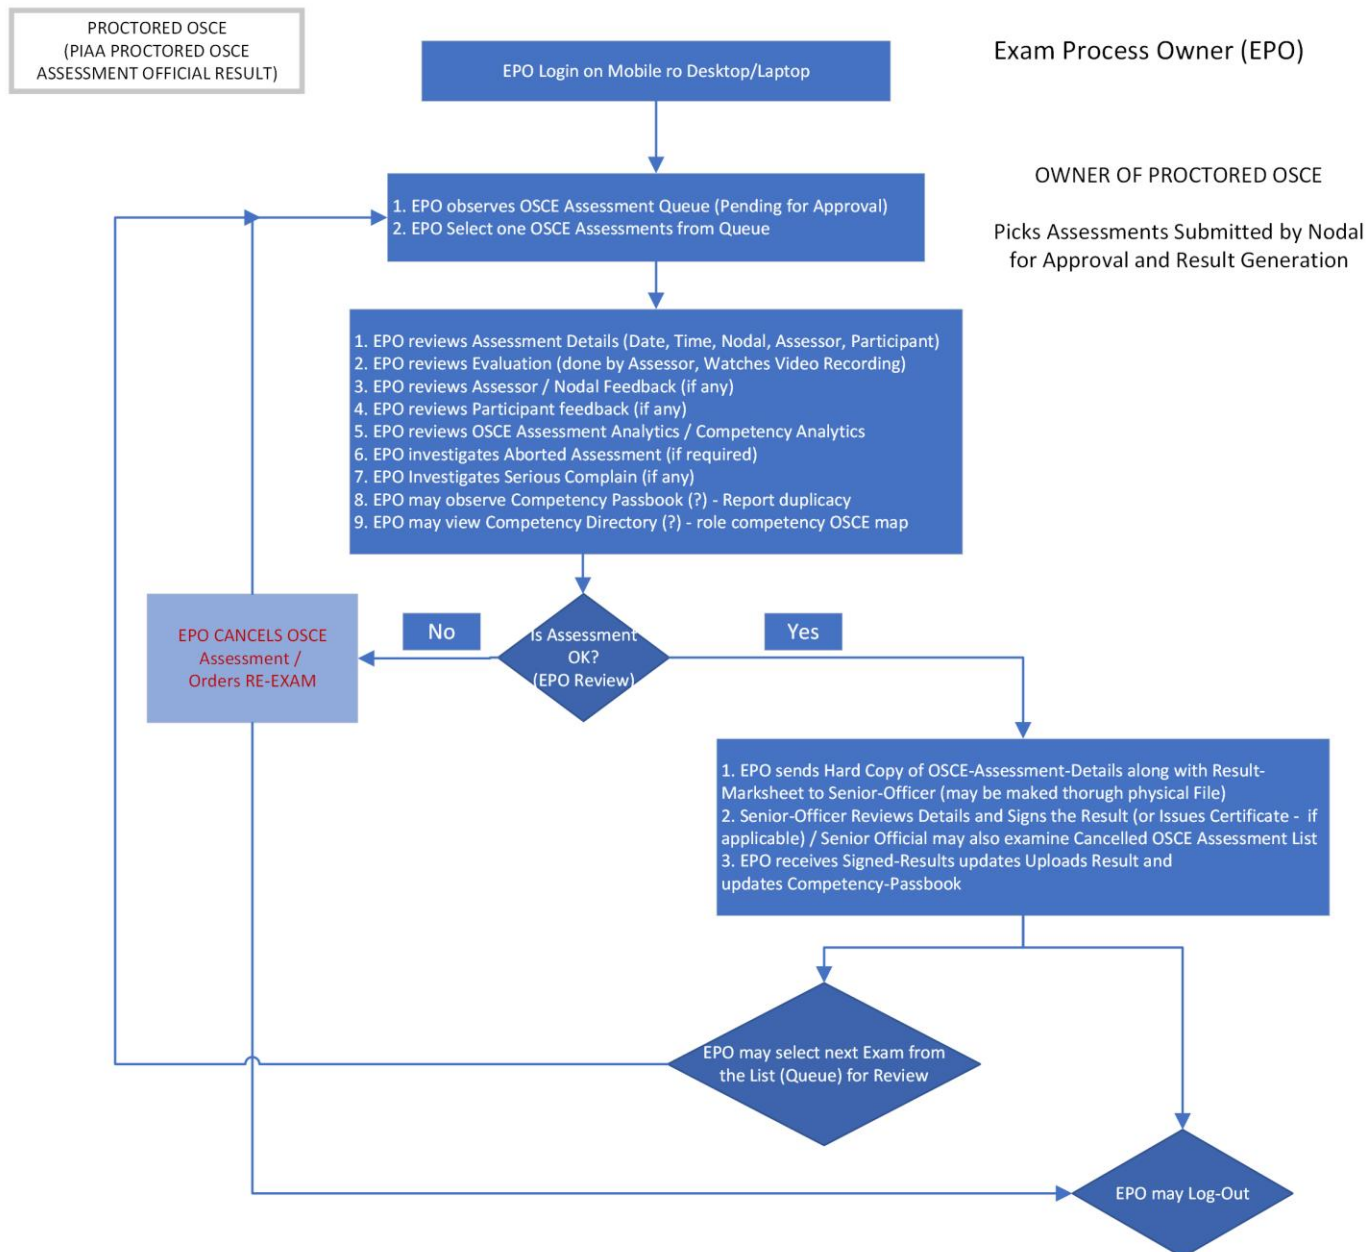 PROCTORED OSCE
(PIAA PROCTORED OSCE
ASSESSMENT OFFICIAL RESULT)
Exam Process Owner (EPO)
EPO Login on Mobile ro Desktop/Laptop
OWNER OF PROCTORED OSCE
Picks Assessments Submitted by Nodal
for Approval and Result Generation
1. EPO observes OSCE Assessment Queue (Pending for Approval)
2. EPO Select one OSCE Assessments from Queue
1. EPO reviews Assessment Details (Date, Time, Nodal, Assessor, Participant)
2. EPO reviews Evaluation (done by Assessor, Watches Video Recording)
3. EPO reviews Assessor / Nodal Feedback (if any)
4. EPO reviews Participant feedback (if any)
5. EPO reviews OSCE Assessment Analytics / Competency Analytics
6. EPO investigates Aborted Assessment (if required)
7. EPO Investigates Serious Complain (if any)
8. EPO may observe Competency Passbook (?) - Report duplicacy
9. EPO may view Competency Directory (?) - role competency OSCE map
EPO CANCELS OSCE
Assessment /
Orders RE-EXAM
No
Is Assessment
OK?
(EPO Review)
Yes
1. EPO sends Hard Copy of OSCE-Assessment-Details along with Result-
Marksheet to Senior-Officer (may be maked thorugh physical File)
2. Senior-Officer Reviews Details and Signs the Result (or Issues Certificate - if
applicable) / Senior Official may also examine Cancelled OSCE Assessment List
3. EPO receives Signed-Results updates Uploads Result and
updates Competency-Passbook
EPO may select next Exam from
the List (Queue) for Review
EPO may Log-Out